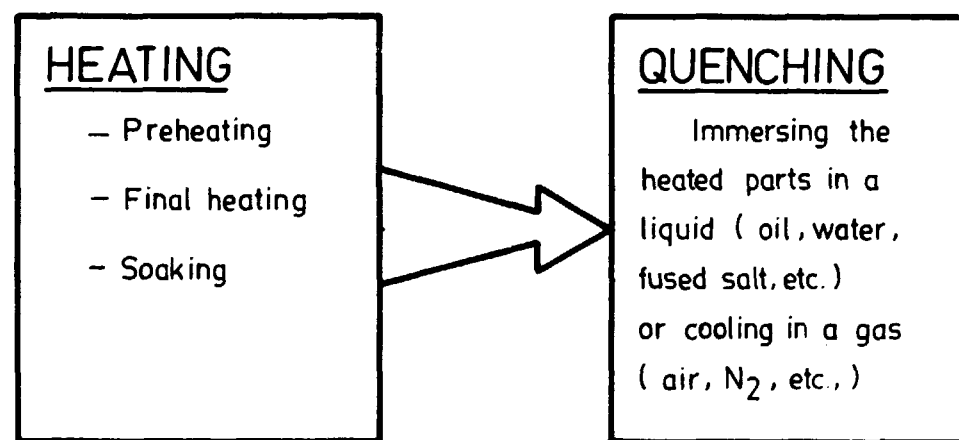 HEATING
– Preheating
– Final heating
– Soaking
QUENCHING
Immersing the
heated parts in a
liquid ( oil, water,
fused salt, etc.)
or cooling in a gas
( air, N₂, etc., )